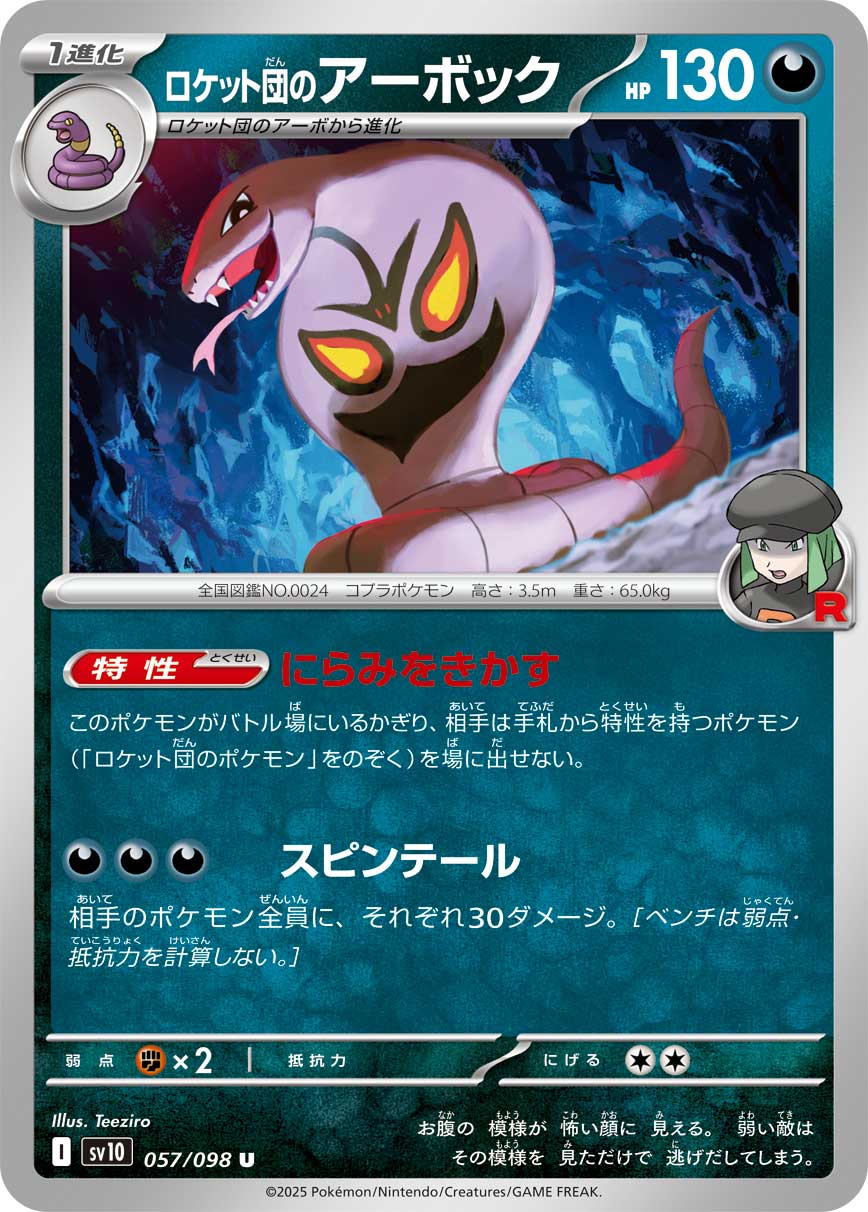 1進化
ロケット団のアーボック
HP 130
ロケット団のアーボから進化
全国図鑑NO.0024 コブラポケモン 高さ:3.5m 重さ:65.0kg
R
特性 にらみをきかす
このポケモンがバトル場にいるかぎり、相手は手札から特性を持つポケモン
(「ロケット団のポケモン」をのぞく)を場に出せない。
スピンテール
相手のポケモン全員に、それぞれ30ダメージ。[ベンチは弱点・
抵抗力を計算しない。]
弱点 ×2 抵抗力 にげる
Illus. Teeziro
I sv10 057/098 U
お腹の 模様が 怖い顔に 見える。 弱い敵は
その模様を 見ただけで 逃げだしてしまう。
©2025 Pokémon/Nintendo/Creatures/GAME FREAK.